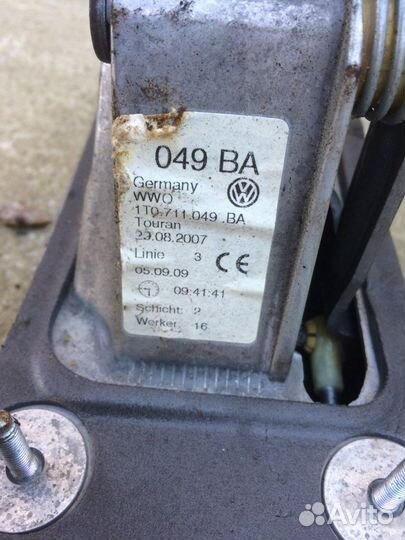 049 BA
Germany
WWO
1T0.711.049 .BA
Touran
29.08.2007
Linie 3 CE
05.09.09
09:41:41
Schicht: 2
Werker: 16
Avito